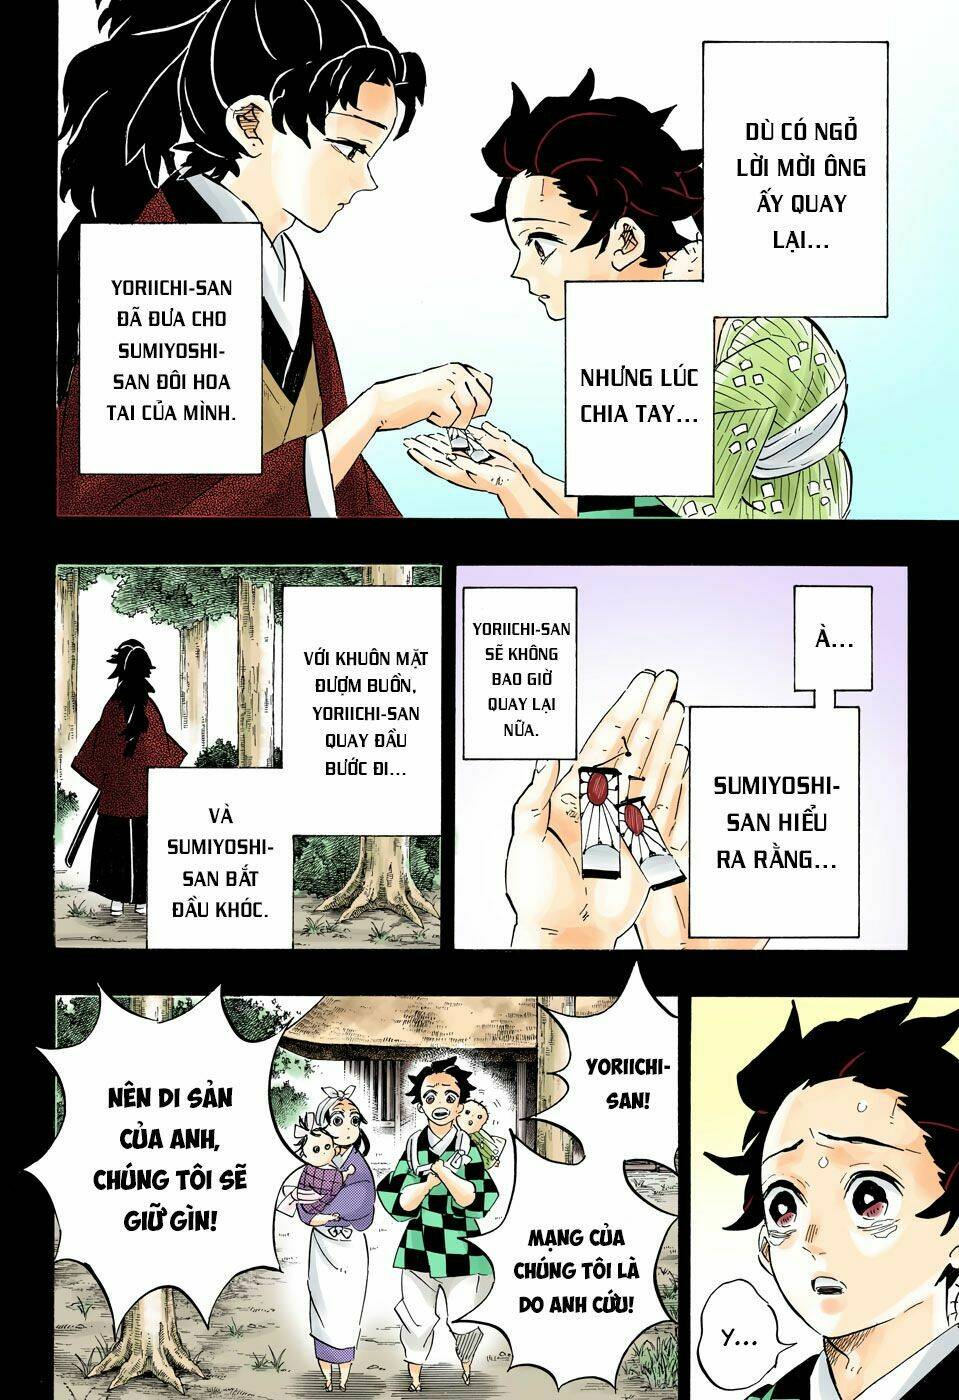 DÙ CÓ NGỎ
LỜI MỜI ÔNG
ẤY QUAY
LẠI...
NHƯNG LÚC
CHIA TAY...
YORIICHI-SAN
ĐÃ ĐƯA CHO
SUMIYOSHI-
SAN ĐÔI HOA
TAI CỦA MÌNH.
À...
SUMIYOSHI-
SAN HIỂU
RA RẰNG...
YORIICHI-SAN
SẼ KHÔNG
BAO GIỜ
QUAY LẠI
NỮA.
VỚI KHUÔN MẶT
ĐƯỢM BUỒN,
YORIICHI-SAN
QUAY ĐẦU
BƯỚC ĐI...
VÀ
SUMIYOSHI-
SAN BẮT
ĐẦU KHÓC.
Y...
YORIICHI-
SAN!
MẠNG CỦA
CHÚNG TÔI LÀ
DO ANH CỨU!
NÊN DI SẢN
CỦA ANH,
CHÚNG TÔI SẼ
GIỮ GÌN!